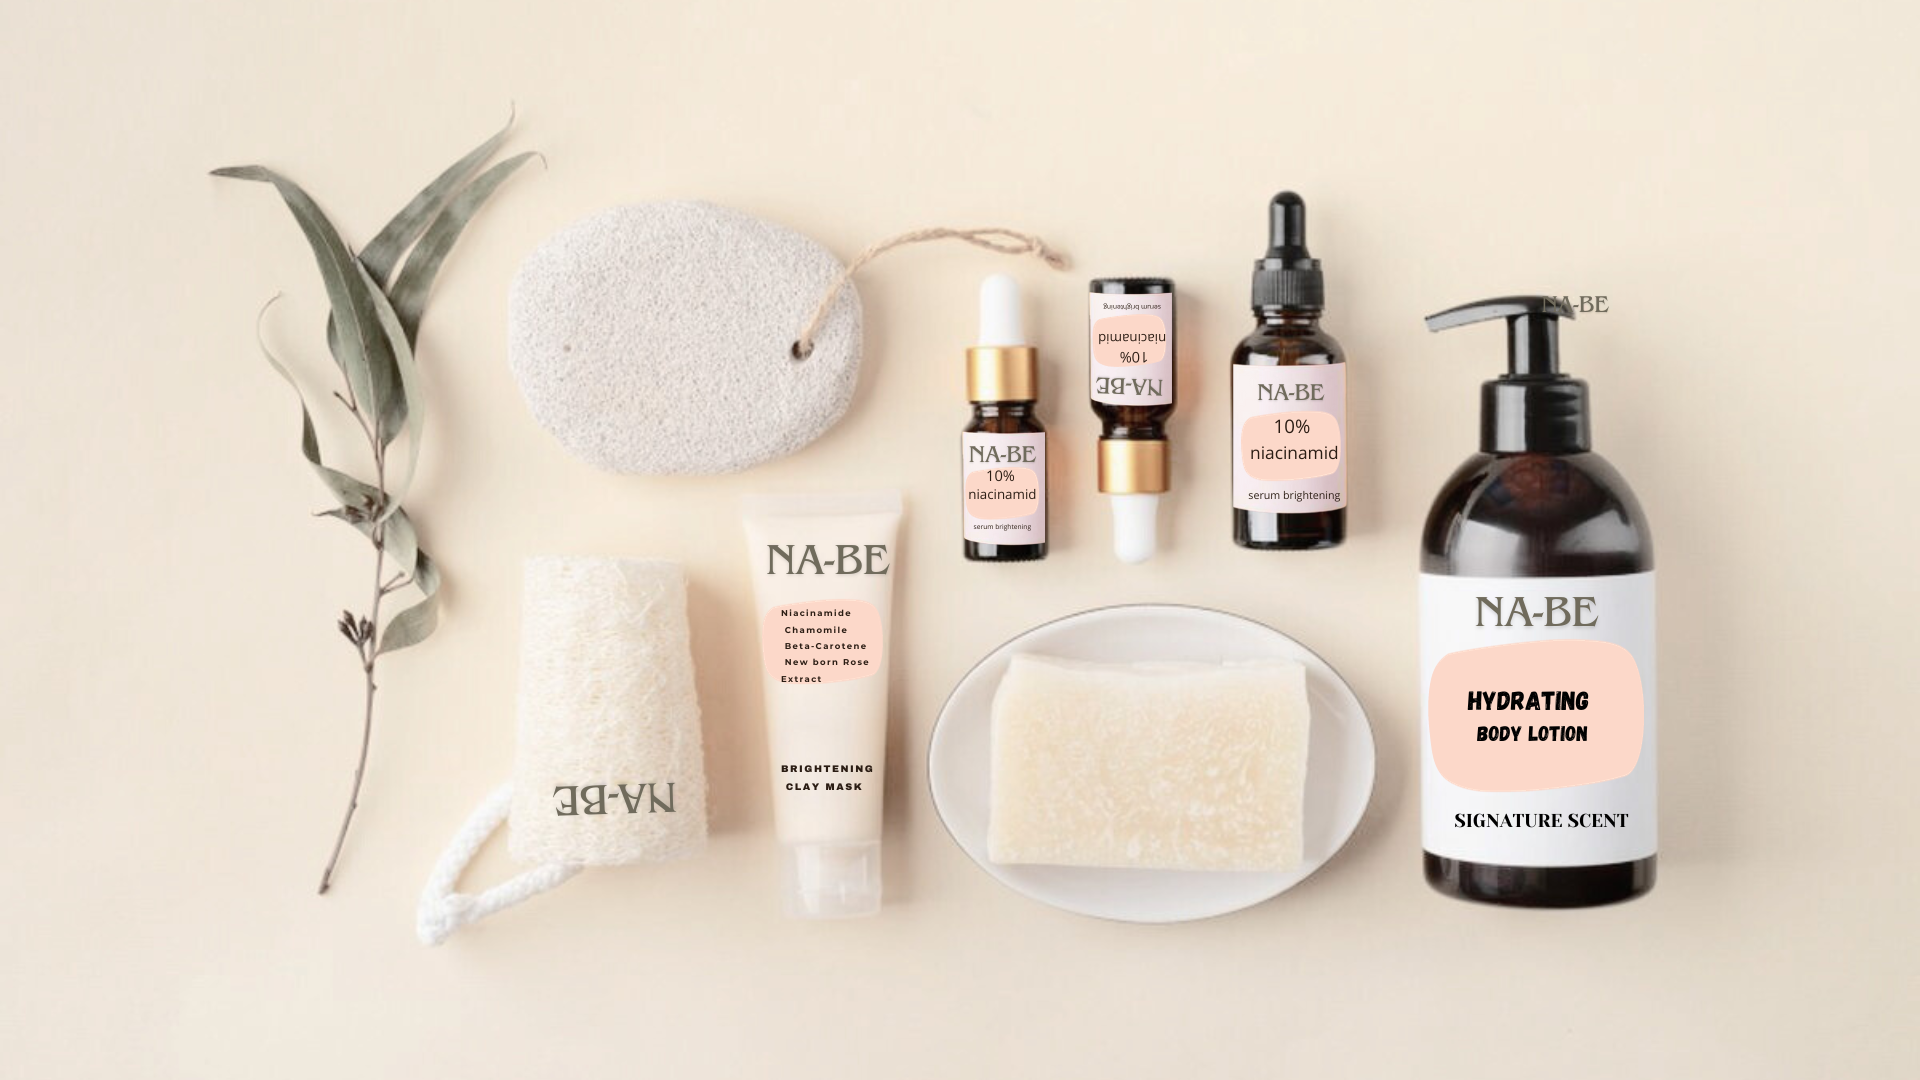 NA-BE
10%
niacinamid
serum brightening
NA-BE
10%
niacinamid
serum brightening
NA-BE
10%
niacinamid
serum brightening
NA-BE
NA-BE
Niacinamide
Chamomile
Beta-Carotene
New born Rose
Extract
BRIGHTENING
CLAY MASK
NA-BE
NA-BE
HYDRATING
BODY LOTION
SIGNATURE SCENT